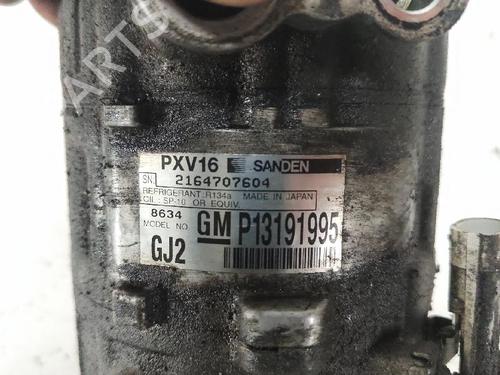 PXV16 SANDEN
SN. 2164707604
REFRIGERANT:R134a MADE IN JAPAN
OIL : SP-10 OR EQUIV.
8634
MODEL NO.
GM P13191995
GJ2